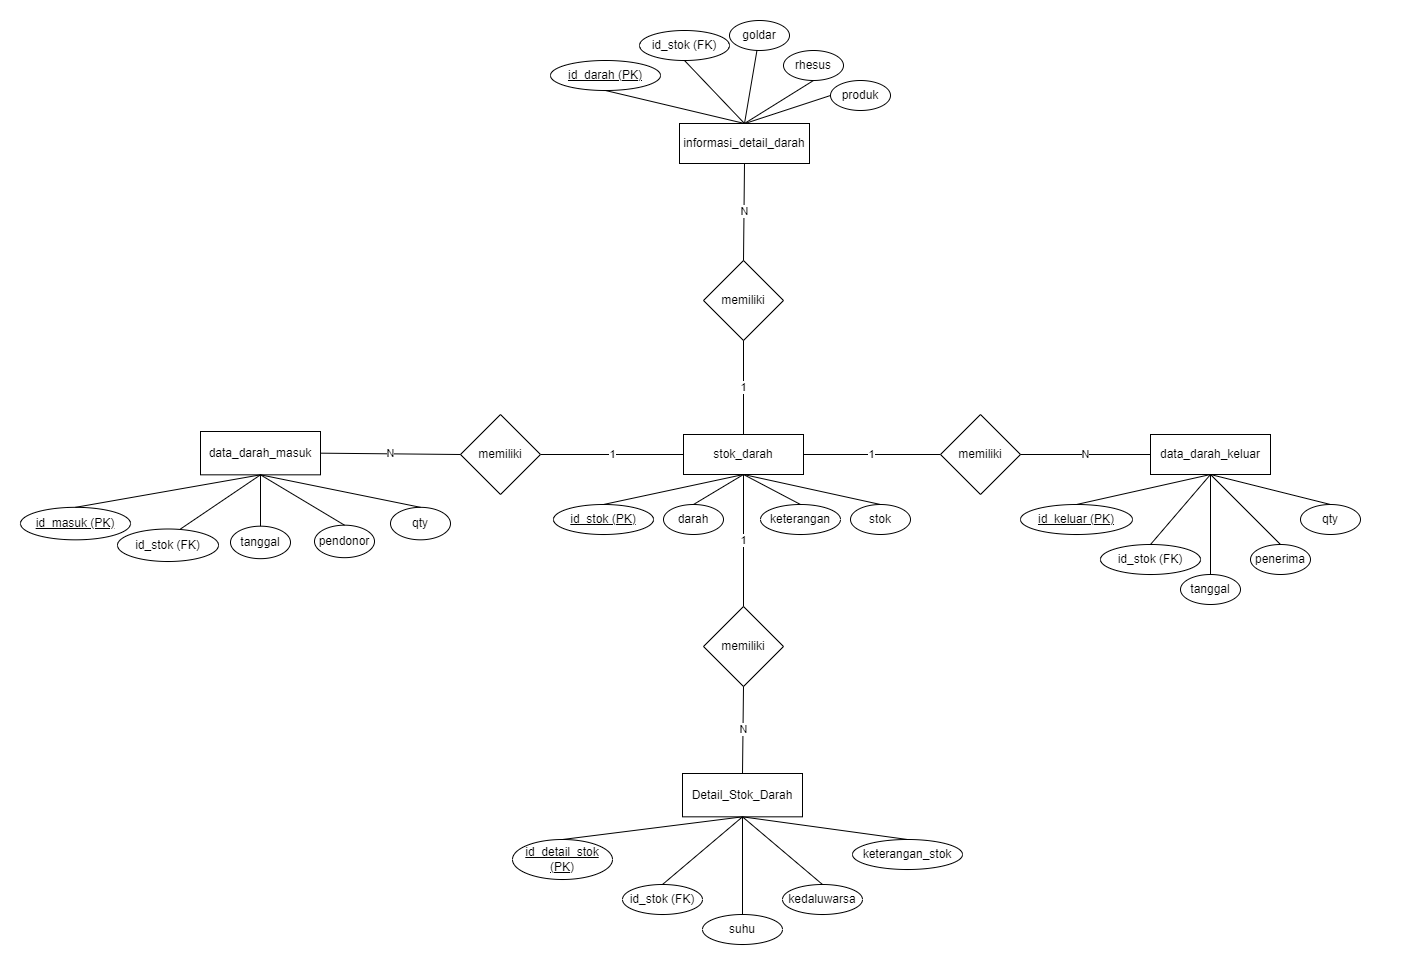 goldar
id_stok (FK)
rhesus
id_darah (PK)
produk
informasi_detail_darah
N
memiliki
1
data_darah_masuk
N
memiliki
1
stok_darah
1
memiliki
N
data_darah_keluar
id_masuk (PK)
id_stok (FK)
tanggal
pendonor
qty
id_stok (PK)
darah
keterangan
stok
id_keluar (PK)
id_stok (FK)
tanggal
penerima
qty
1
memiliki
N
Detail_Stok_Darah
id_detail_stok
(PK)
id_stok (FK)
suhu
kedaluwarsa
keterangan_stok